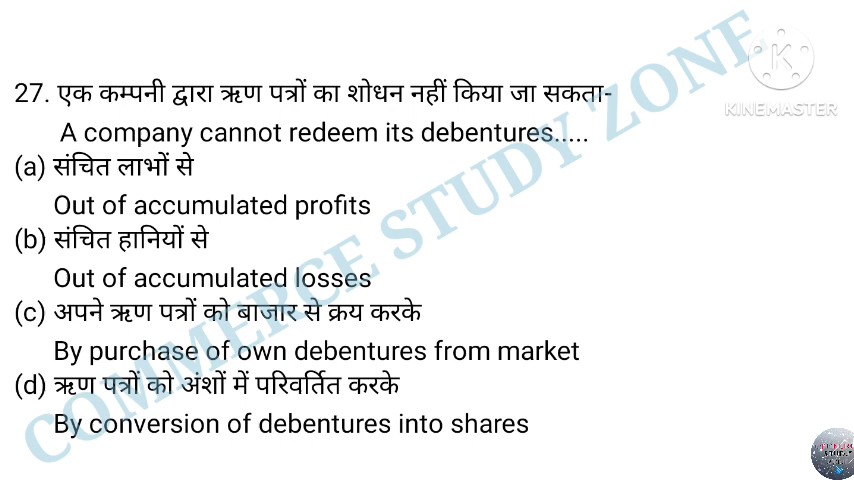 27. एक कम्पनी द्वारा ऋण पत्रों का शोधन नहीं किया जा सकता-
A company cannot redeem its debentures.....
(a) संचित लाभों से
Out of accumulated profits
(b) संचित हानियों से
Out of accumulated losses
(c) अपने ऋण पत्रों को बाजार से क्रय करके
By purchase of own debentures from market
(d) ऋण पत्रों को अंशों में परिवर्तित करके
By conversion of debentures into shares
COMMERCE STUDY ZONE
K
KINEMASTER